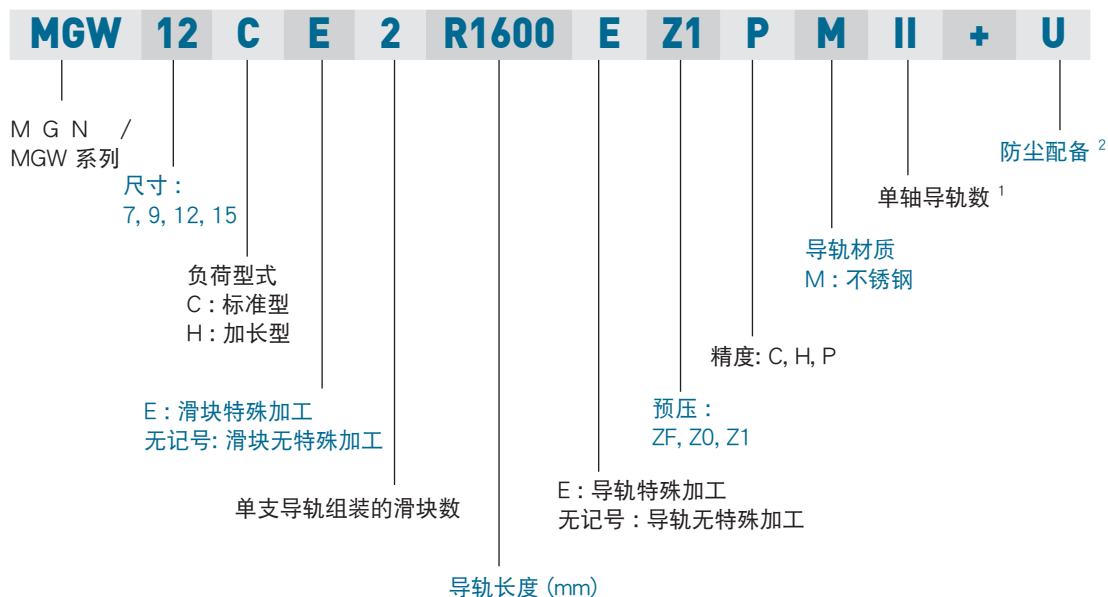 MGW 12 C E 2 R1600 E Z1 P M II + U
M G N /
MGW 系列
防尘配备 2
尺寸 :
7, 9, 12, 15
单轴导轨数 1
导轨材质
M : 不锈钢
负荷型式
C : 标准型
H : 加长型
精度: C, H, P
E : 滑块特殊加工
无记号: 滑块无特殊加工
预压 :
ZF, Z0, Z1
单支导轨组装的滑块数
E : 导轨特殊加工
无记号 : 导轨无特殊加工
导轨长度 (mm)